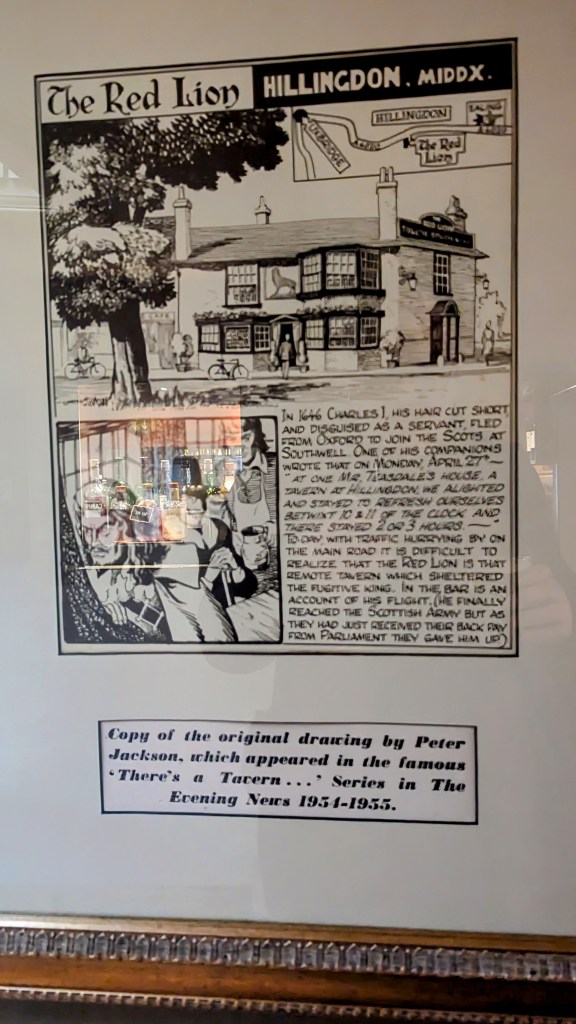 The Red Lion
HILLINGDON. MIDDX.
HILLINGDON
EALING
UXBRIDGE
The Red
Lion
IN 1646 CHARLES I, HIS HAIR CUT SHORT
AND DISGUISED AS A SERVANT, FLED
FROM OXFORD TO JOIN THE SCOTS AT
SOUTHWELL. ONE OF HIS COMPANIONS
WROTE THAT ON MONDAY, APRIL 27TH—
"AT ONE MR. TEASDALE'S HOUSE, A
TAVERN AT HILLINGDON, WE ALIGHTED
AND STAYED TO REFRESH OURSELVES
BETWIXT 10 & 11 OF THE CLOCK AND
THERE STAYED 2 OR 3 HOURS. —"
TO-DAY WITH TRAFFIC HURRYING BY ON
THE MAIN ROAD IT IS DIFFICULT TO
REALIZE THAT THE RED LION IS THAT
REMOTE TAVERN WHICH SHELTERED
THE FUGITIVE KING. IN THE BAR IS AN
ACCOUNT OF HIS FLIGHT. (HE FINALLY
REACHED THE SCOTTISH ARMY BUT AS
THEY HAD JUST RECEIVED THEIR BACK PAY
FROM PARLIAMENT THEY GAVE HIM UP)
Copy of the original drawing by Peter
Jackson, which appeared in the famous
'There's a Tavern...' Series in The
Evening News 1954-1955.